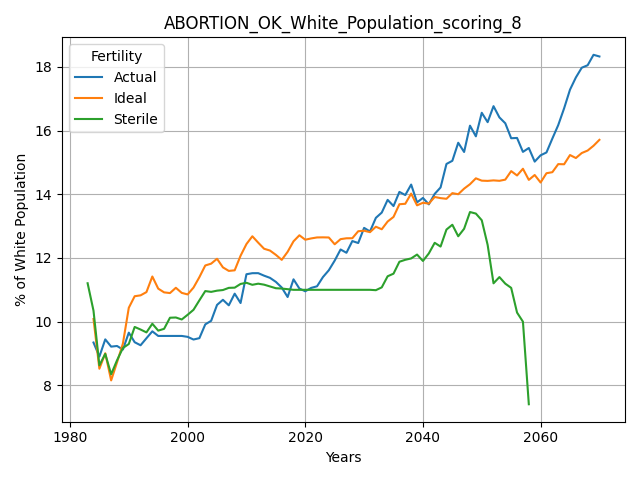 ABORTION_OK_White_Population_scoring_8
Fertility
Actual
Ideal
Sterile
% of White Population
18
16
14
12
10
8
1980
2000
2020
2040
2060
Years